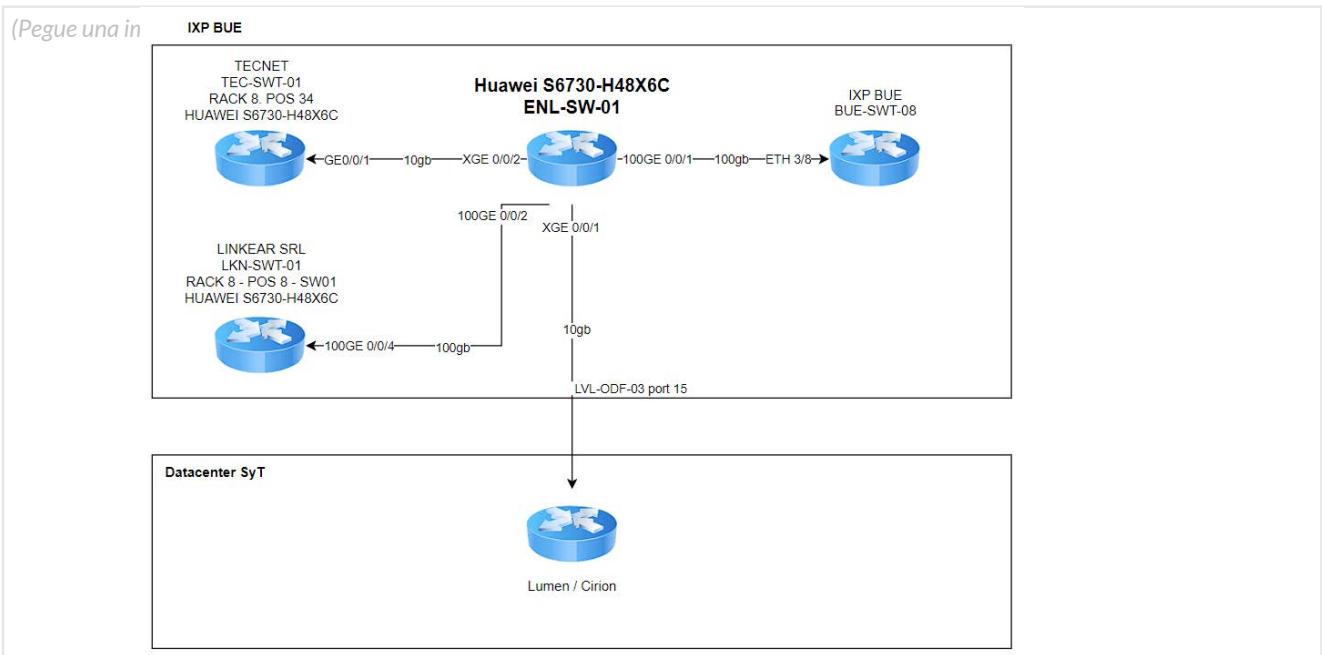 (Pegue una in
IXP BUE
TECNET
TEC-SWT-01
RACK 8. POS 34
HUAWEI S6730-H48X6C
Huawei S6730-H48X6C
ENL-SW-01
IXP BUE
BUE-SWT-08
GE0/0/1
10gb
XGE 0/0/2
100GE 0/0/1
100gb
ETH 3/8
100GE 0/0/2
XGE 0/0/1
LINKEAR SRL
LKN-SWT-01
RACK 8 - POS 8 - SW01
HUAWEI S6730-H48X6C
100GE 0/0/4
100gb
10gb
LVL-ODF-03 port 15
Datacenter SyT
Lumen / Cirion